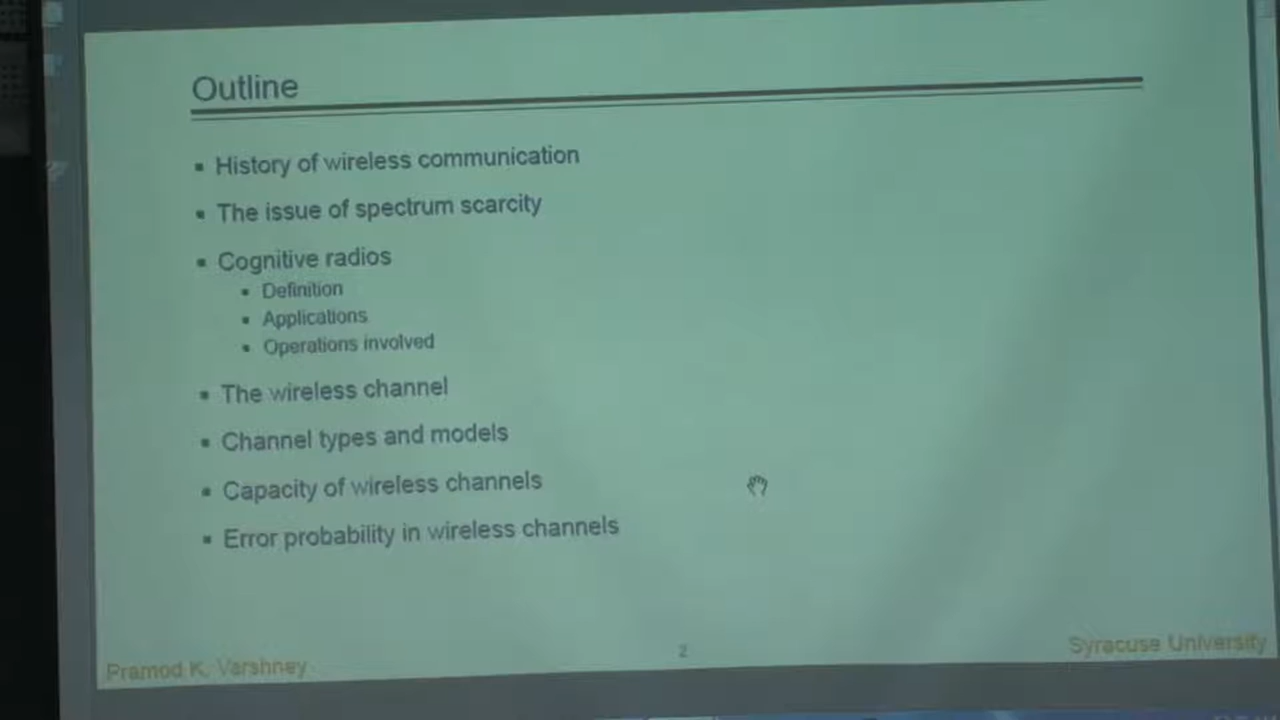 Outline
History of wireless communication
The issue of spectrum scarcity
Cognitive radios
Definition
Applications
Operations involved
The wireless channel
Channel types and models
Capacity of wireless channels
Error probability in wireless channels
Pramod K. Varshney
2
Syracuse University